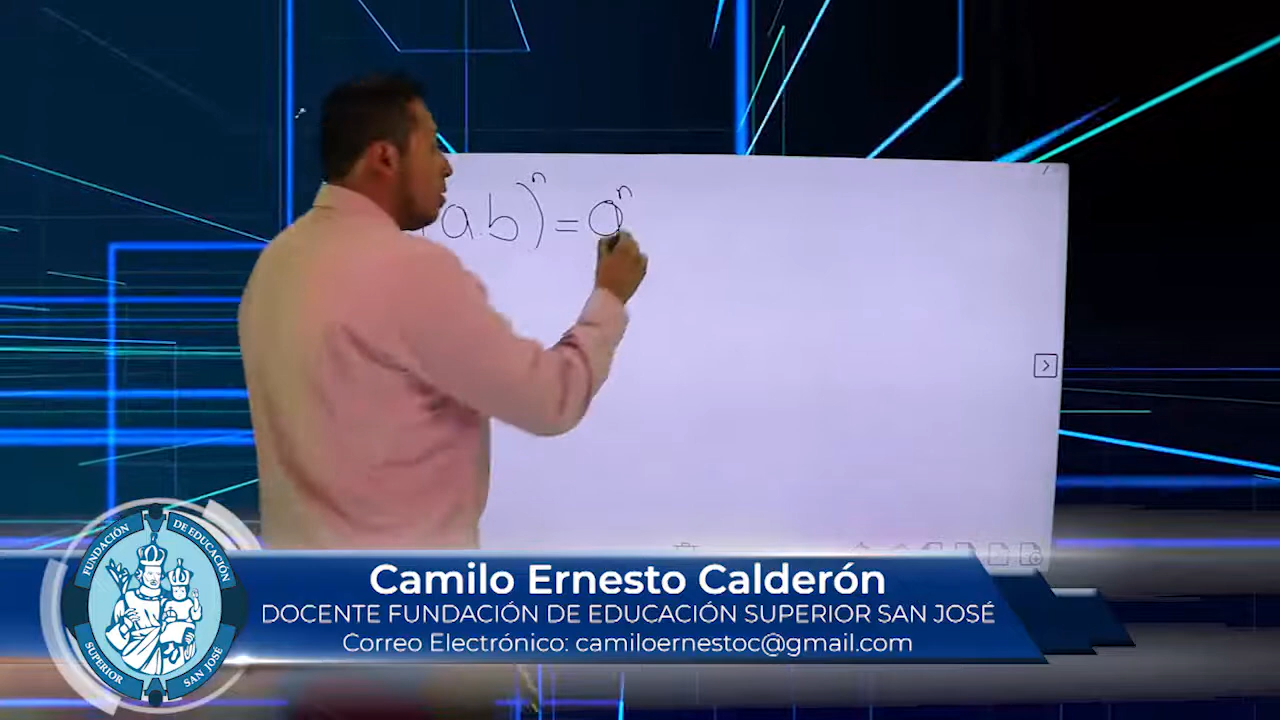 (a.b)ⁿ = aⁿ
Camilo Ernesto Calderón
DOCENTE FUNDACIÓN DE EDUCACIÓN SUPERIOR SAN JOSÉ
Correo Electrónico: camiloernestoc@gmail.com
FUNDACIÓN DE EDUCACIÓN
SUPERIOR SAN JOSÉ